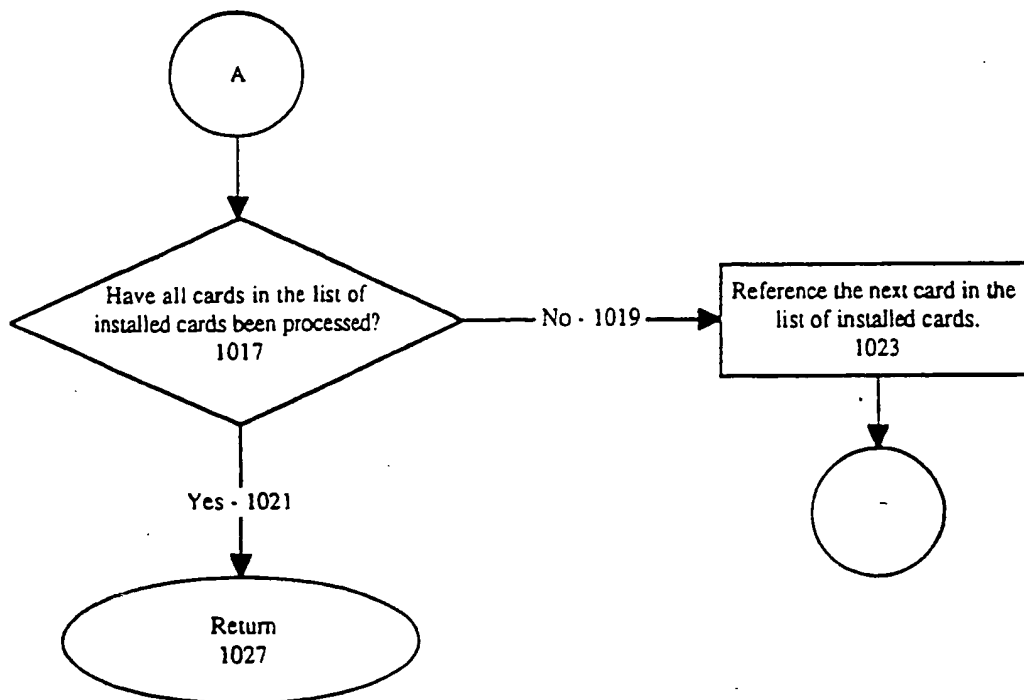 A
Have all cards in the list of
installed cards been processed?
1017
No - 1019
Reference the next card in the
list of installed cards.
1023
Yes - 1021
Return
1027